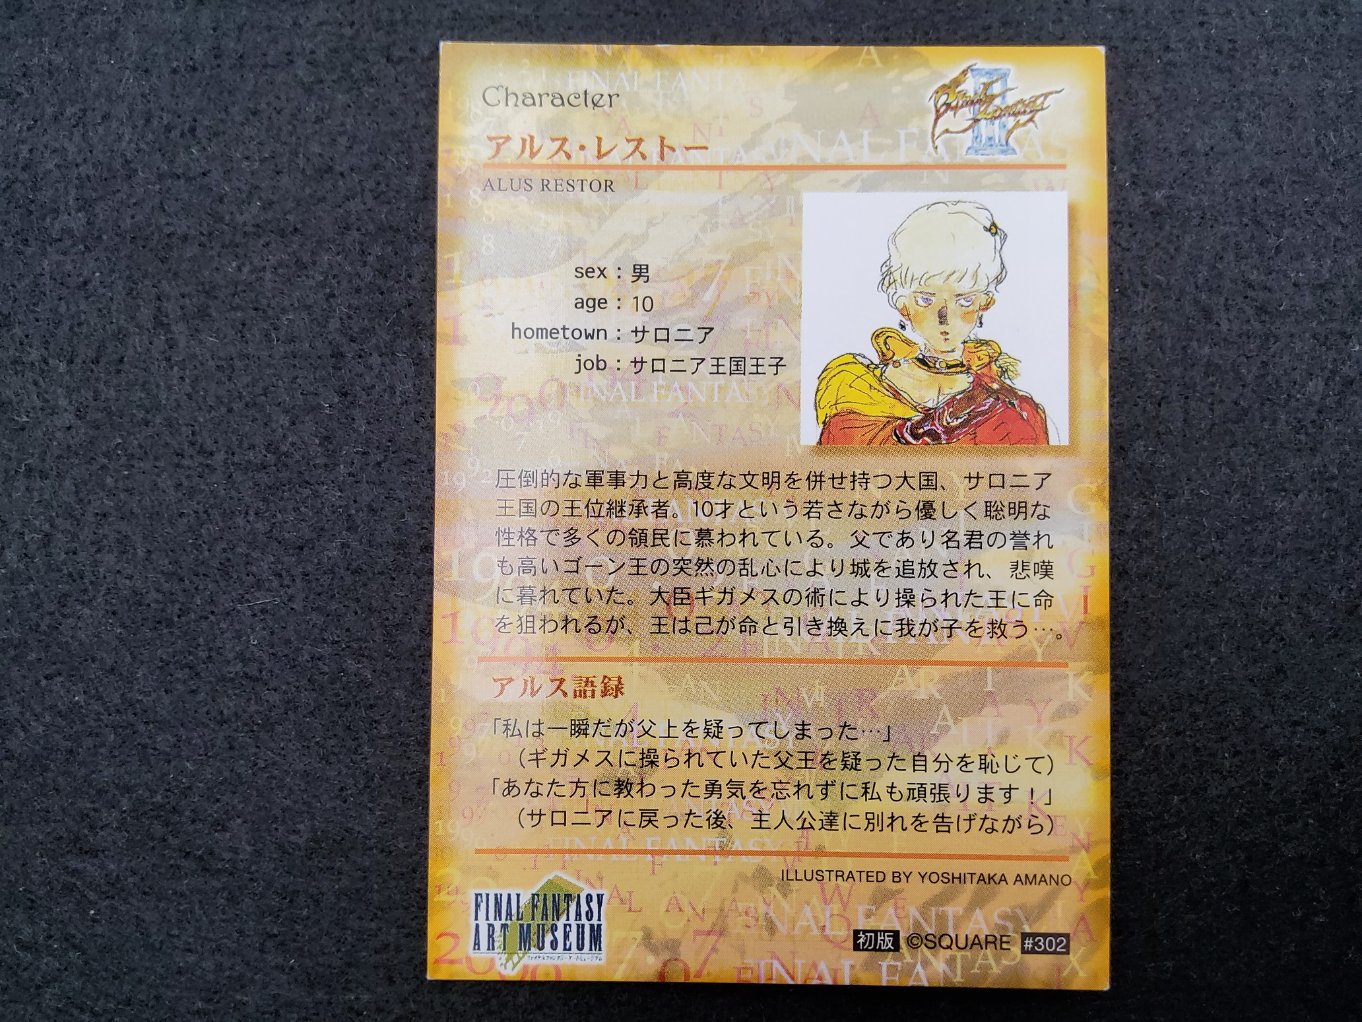 Character
FINAL FANTASY III
アルス・レストー
ALUS RESTOR
sex：男
age：10
hometown：サロニア
job：サロニア王国王子
圧倒的な軍事力と高度な文明を併せ持つ大国、サロニア
王国の王位継承者。10才という若さながら優しく聡明な
性格で多くの領民に慕われている。父であり名君の誉れ
も高いゴーン王の突然の乱心により城を追放され、悲嘆
に暮れていた。大臣ギガメスの術により操られた王に命
を狙われるが、王は己が命と引き換えに我が子を救う…。
アルス語録
「私は一瞬だが父上を疑ってしまった…」
（ギガメスに操られていた父王を疑った自分を恥じて）
「あなた方に教わった勇気を忘れずに私も頑張ります！」
（サロニアに戻った後、主人公達に別れを告げながら）
ILLUSTRATED BY YOSHITAKA AMANO
FINAL FANTASY
ART MUSEUM
初版 ©SQUARE #302